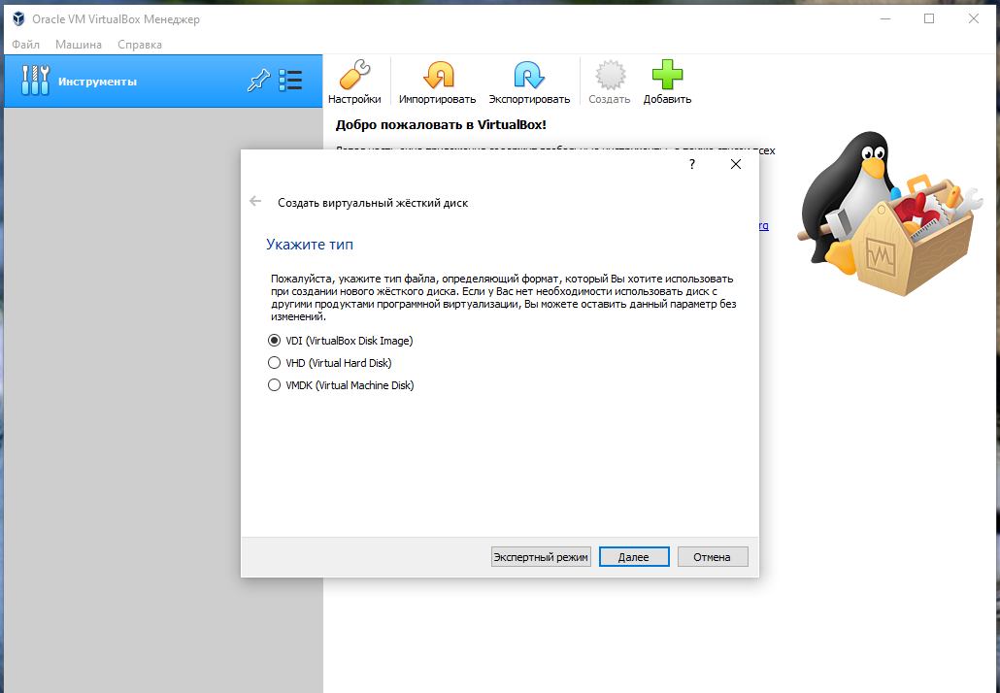 Oracle VM VirtualBox Менеджер
Файл Машина Справка
Инструменты
Настройки Импортировать Экспортировать Создать Добавить
Добро пожаловать в VirtualBox!
всех
?
Создать виртуальный жёсткий диск
Укажите тип
Пожалуйста, укажите тип файла, определяющий формат, который Вы хотите использовать
при создании нового жёсткого диска. Если у Вас нет необходимости использовать диск с
другими продуктами программной виртуализации, Вы можете оставить данный параметр без
изменений.
VDI (VirtualBox Disk Image)
VHD (Virtual Hard Disk)
VMDK (Virtual Machine Disk)
Экспертный режим Далее Отмена